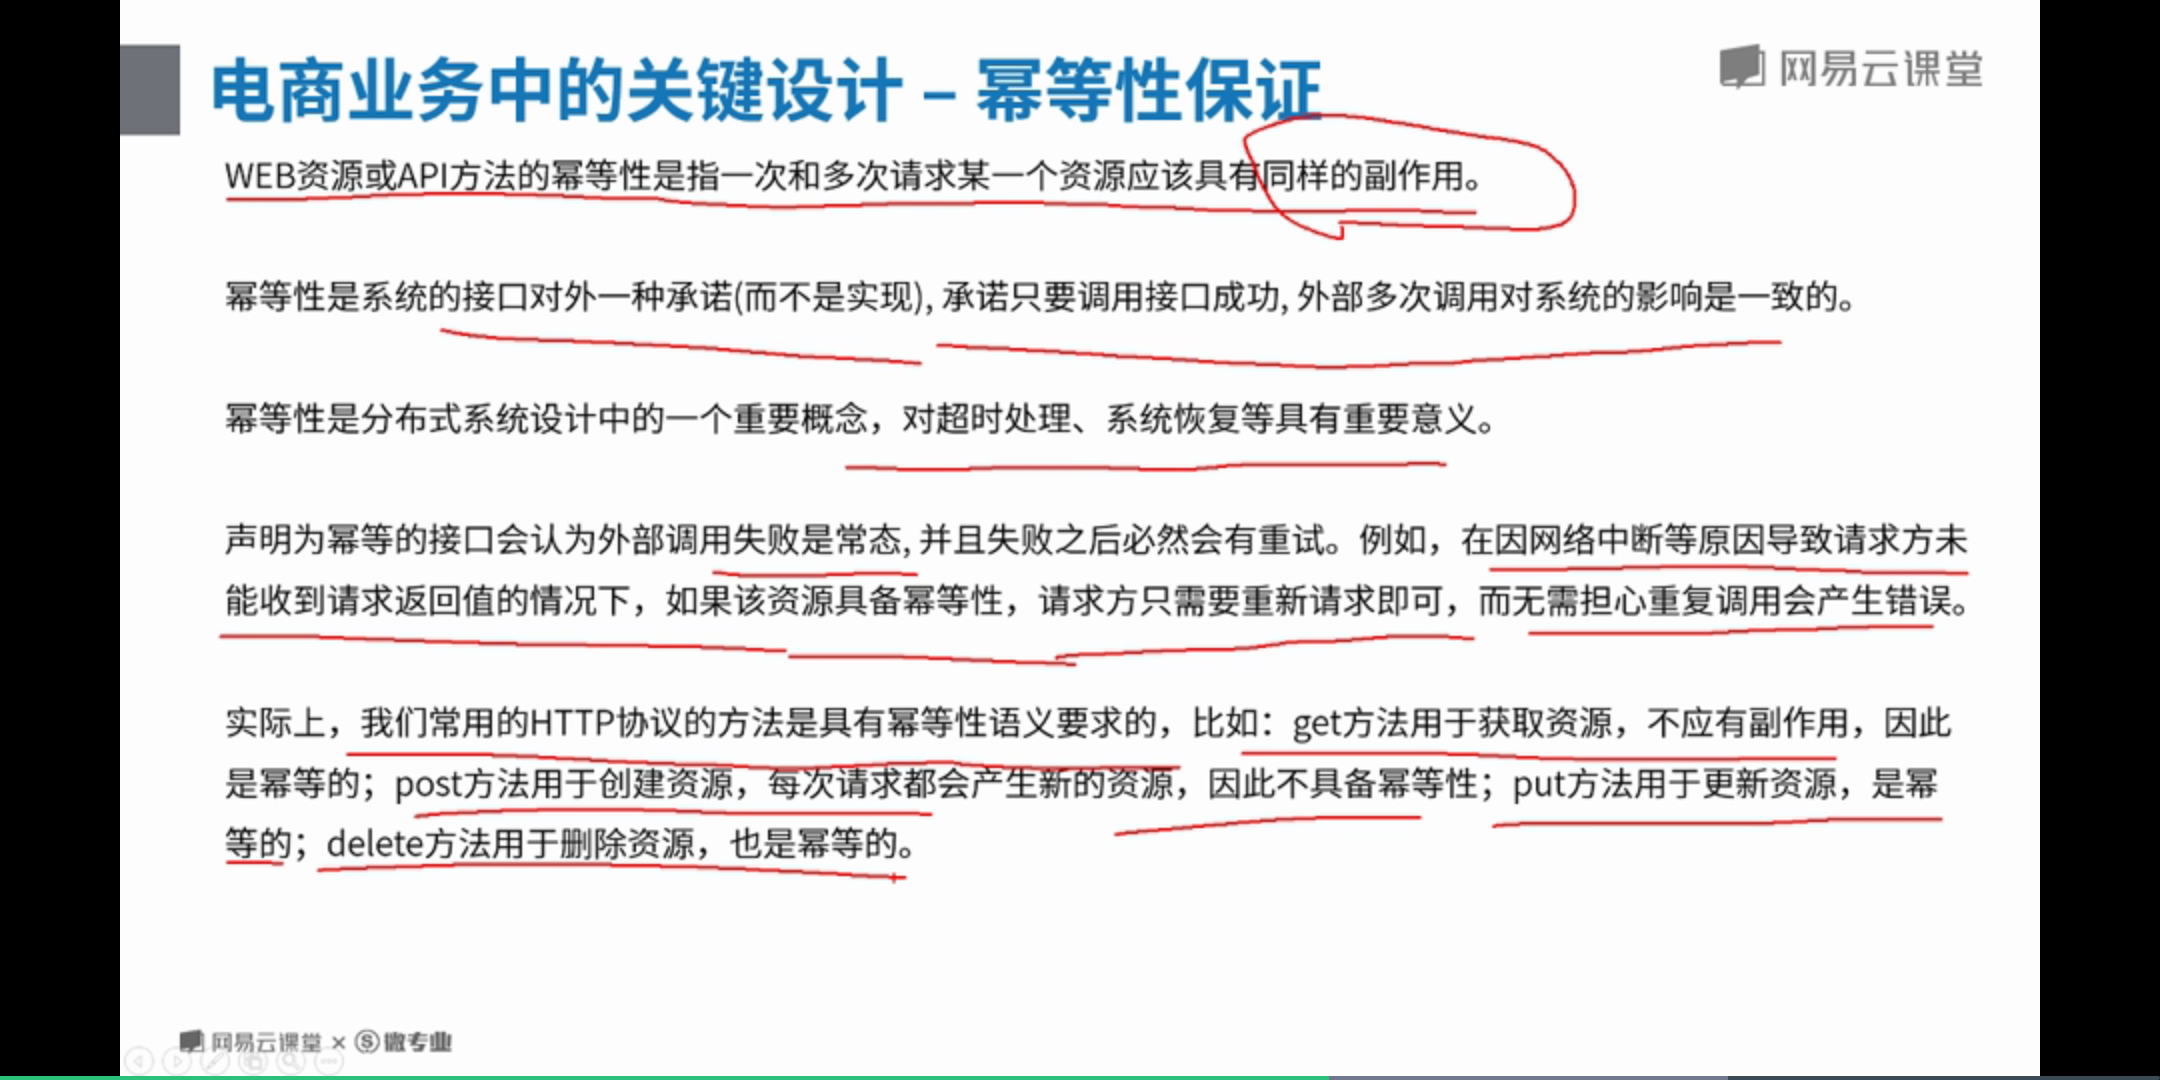 电商业务中的关键设计 – 幂等性保证
网易云课堂
WEB资源或API方法的幂等性是指一次和多次请求某一个资源应该具有同样的副作用。
幂等性是系统的接口对外一种承诺(而不是实现), 承诺只要调用接口成功, 外部多次调用对系统的影响是一致的。
幂等性是分布式系统设计中的一个重要概念，对超时处理、系统恢复等具有重要意义。
声明为幂等的接口会认为外部调用失败是常态, 并且失败之后必然会有重试。例如，在因网络中断等原因导致请求方未
能收到请求返回值的情况下，如果该资源具备幂等性，请求方只需要重新请求即可，而无需担心重复调用会产生错误。
实际上，我们常用的HTTP协议的方法是具有幂等性语义要求的，比如：get方法用于获取资源，不应有副作用，因此
是幂等的；post方法用于创建资源，每次请求都会产生新的资源，因此不具备幂等性；put方法用于更新资源，是幂
等的；delete方法用于删除资源，也是幂等的。
网易云课堂 × Ⓢ微专业